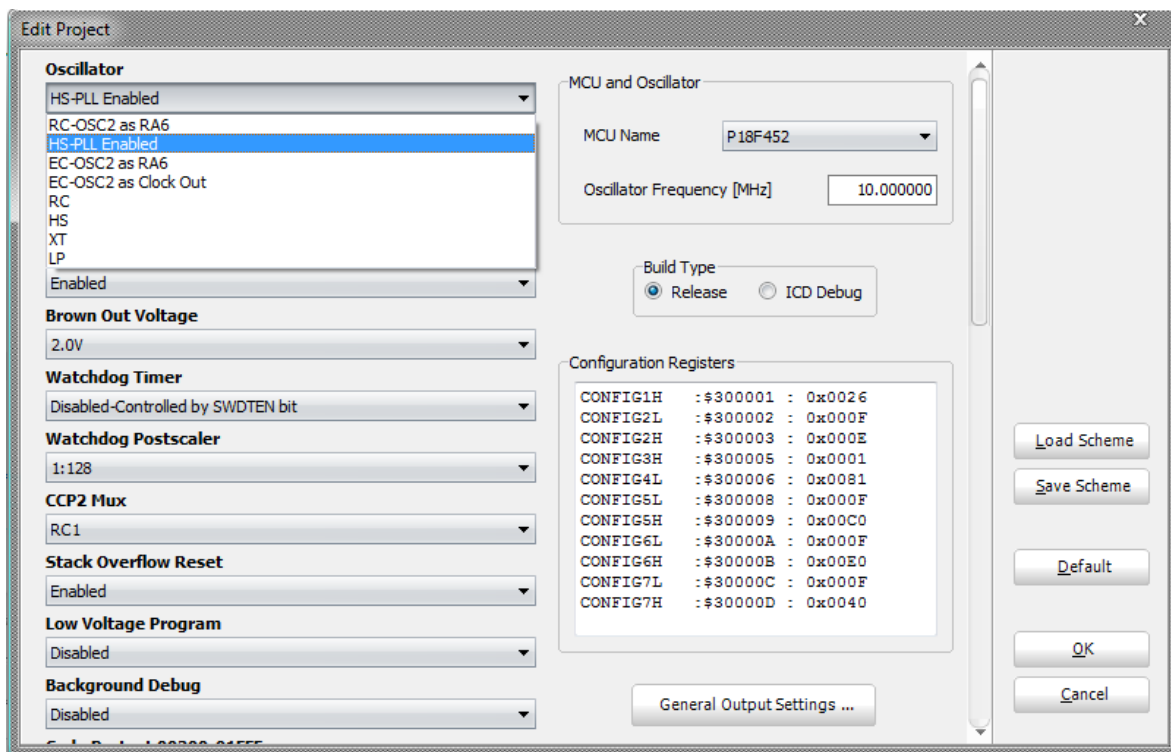 Edit Project
X
Oscillator
HS-PLL Enabled
RC-OSC2 as RA6
HS-PLL Enabled
EC-OSC2 as RA6
EC-OSC2 as Clock Out
RC
HS
XT
LP
Enabled
Brown Out Voltage
2.0V
Watchdog Timer
Disabled-Controlled by SWDTEN bit
Watchdog Postscaler
1:128
CCP2 Mux
RC1
Stack Overflow Reset
Enabled
Low Voltage Program
Disabled
Background Debug
Disabled
MCU and Oscillator
MCU Name P18F452
Oscillator Frequency [MHz] 10.000000
Build Type
Release ICD Debug
Configuration Registers
CONFIG1H :$300001 : 0x0026
CONFIG2L :$300002 : 0x000F
CONFIG2H :$300003 : 0x000E
CONFIG3H :$300005 : 0x0001
CONFIG4L :$300006 : 0x0081
CONFIG5L :$300008 : 0x000F
CONFIG5H :$300009 : 0x00C0
CONFIG6L :$30000A : 0x000F
CONFIG6H :$30000B : 0x00E0
CONFIG7L :$30000C : 0x000F
CONFIG7H :$30000D : 0x0040
General Output Settings ...
Load Scheme
Save Scheme
Default
OK
Cancel